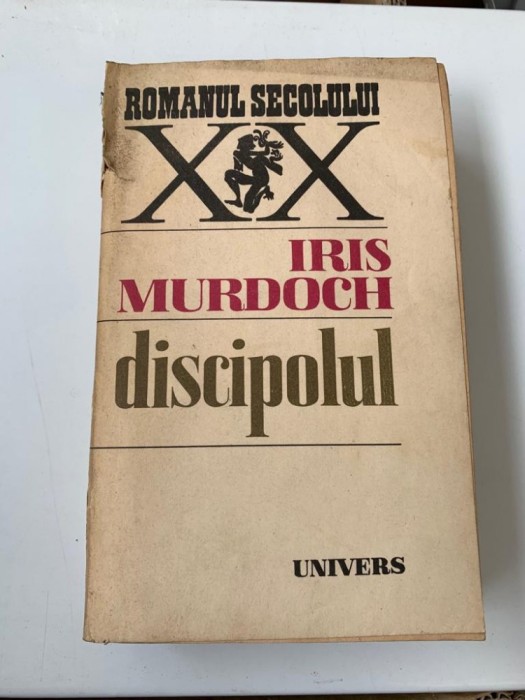 ROMANUL SECOLULUI
XX
IRIS
MURDOCH
discipolul
UNIVERS